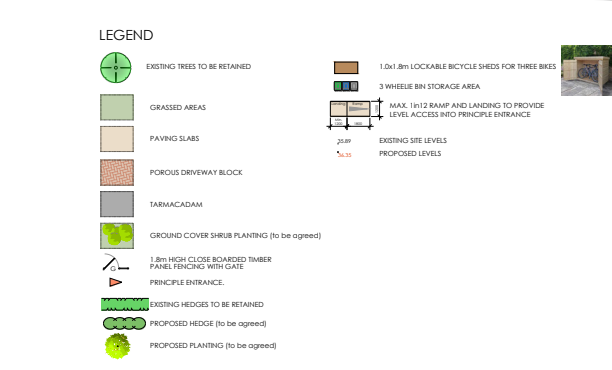 LEGEND
EXISTING TREES TO BE RETAINED
GRASSED AREAS
PAVING SLABS
POROUS DRIVEWAY BLOCK
TARMACADAM
GROUND COVER SHRUB PLANTING (to be agreed)
G
1.8m HIGH CLOSE BOARDED TIMBER
PANEL FENCING WITH GATE
PRINCIPLE ENTRANCE.
EXISTING HEDGES TO BE RETAINED
PROPOSED HEDGE (to be agreed)
PROPOSED PLANTING (to be agreed)
1.0x1.8m LOCKABLE BICYCLE SHEDS FOR THREE BIKES
3 WHEELIE BIN STORAGE AREA
Landing Ramp
MAX. 1in12 RAMP AND LANDING TO PROVIDE
LEVEL ACCESS INTO PRINCIPLE ENTRANCE
35.89
EXISTING SITE LEVELS
36.35
PROPOSED LEVELS